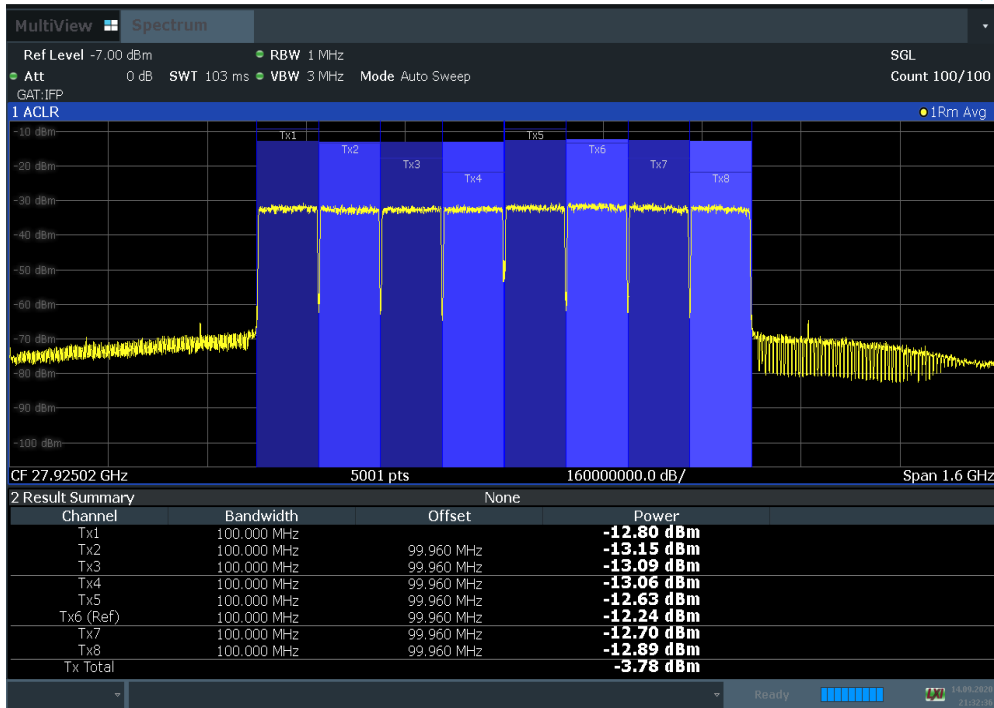 MultiView Spectrum
Ref Level -7.00 dBm RBW 1 MHz SGL
Att 0 dB SWT 103 ms VBW 3 MHz Mode Auto Sweep Count 100/100
GAT:IFP
1 ACLR 1Rm Avg
-10 dBm
Tx1 Tx5
Tx2 Tx6
-20 dBm Tx3 Tx7
Tx4 Tx8
-30 dBm
-40 dBm
-50 dBm
-60 dBm
-70 dBm
-80 dBm
-90 dBm
-100 dBm
CF 27.92502 GHz 5001 pts 160000000.0 dB/ Span 1.6 GHz
2 Result Summary None
Channel Bandwidth Offset Power
Tx1 100.000 MHz -12.80 dBm
Tx2 100.000 MHz 99.960 MHz -13.15 dBm
Tx3 100.000 MHz 99.960 MHz -13.09 dBm
Tx4 100.000 MHz 99.960 MHz -13.06 dBm
Tx5 100.000 MHz 99.960 MHz -12.63 dBm
Tx6 (Ref) 100.000 MHz 99.960 MHz -12.24 dBm
Tx7 100.000 MHz 99.960 MHz -12.70 dBm
Tx8 100.000 MHz 99.960 MHz -12.89 dBm
Tx Total -3.78 dBm
Ready LXI 14.09.2020
21:32:36